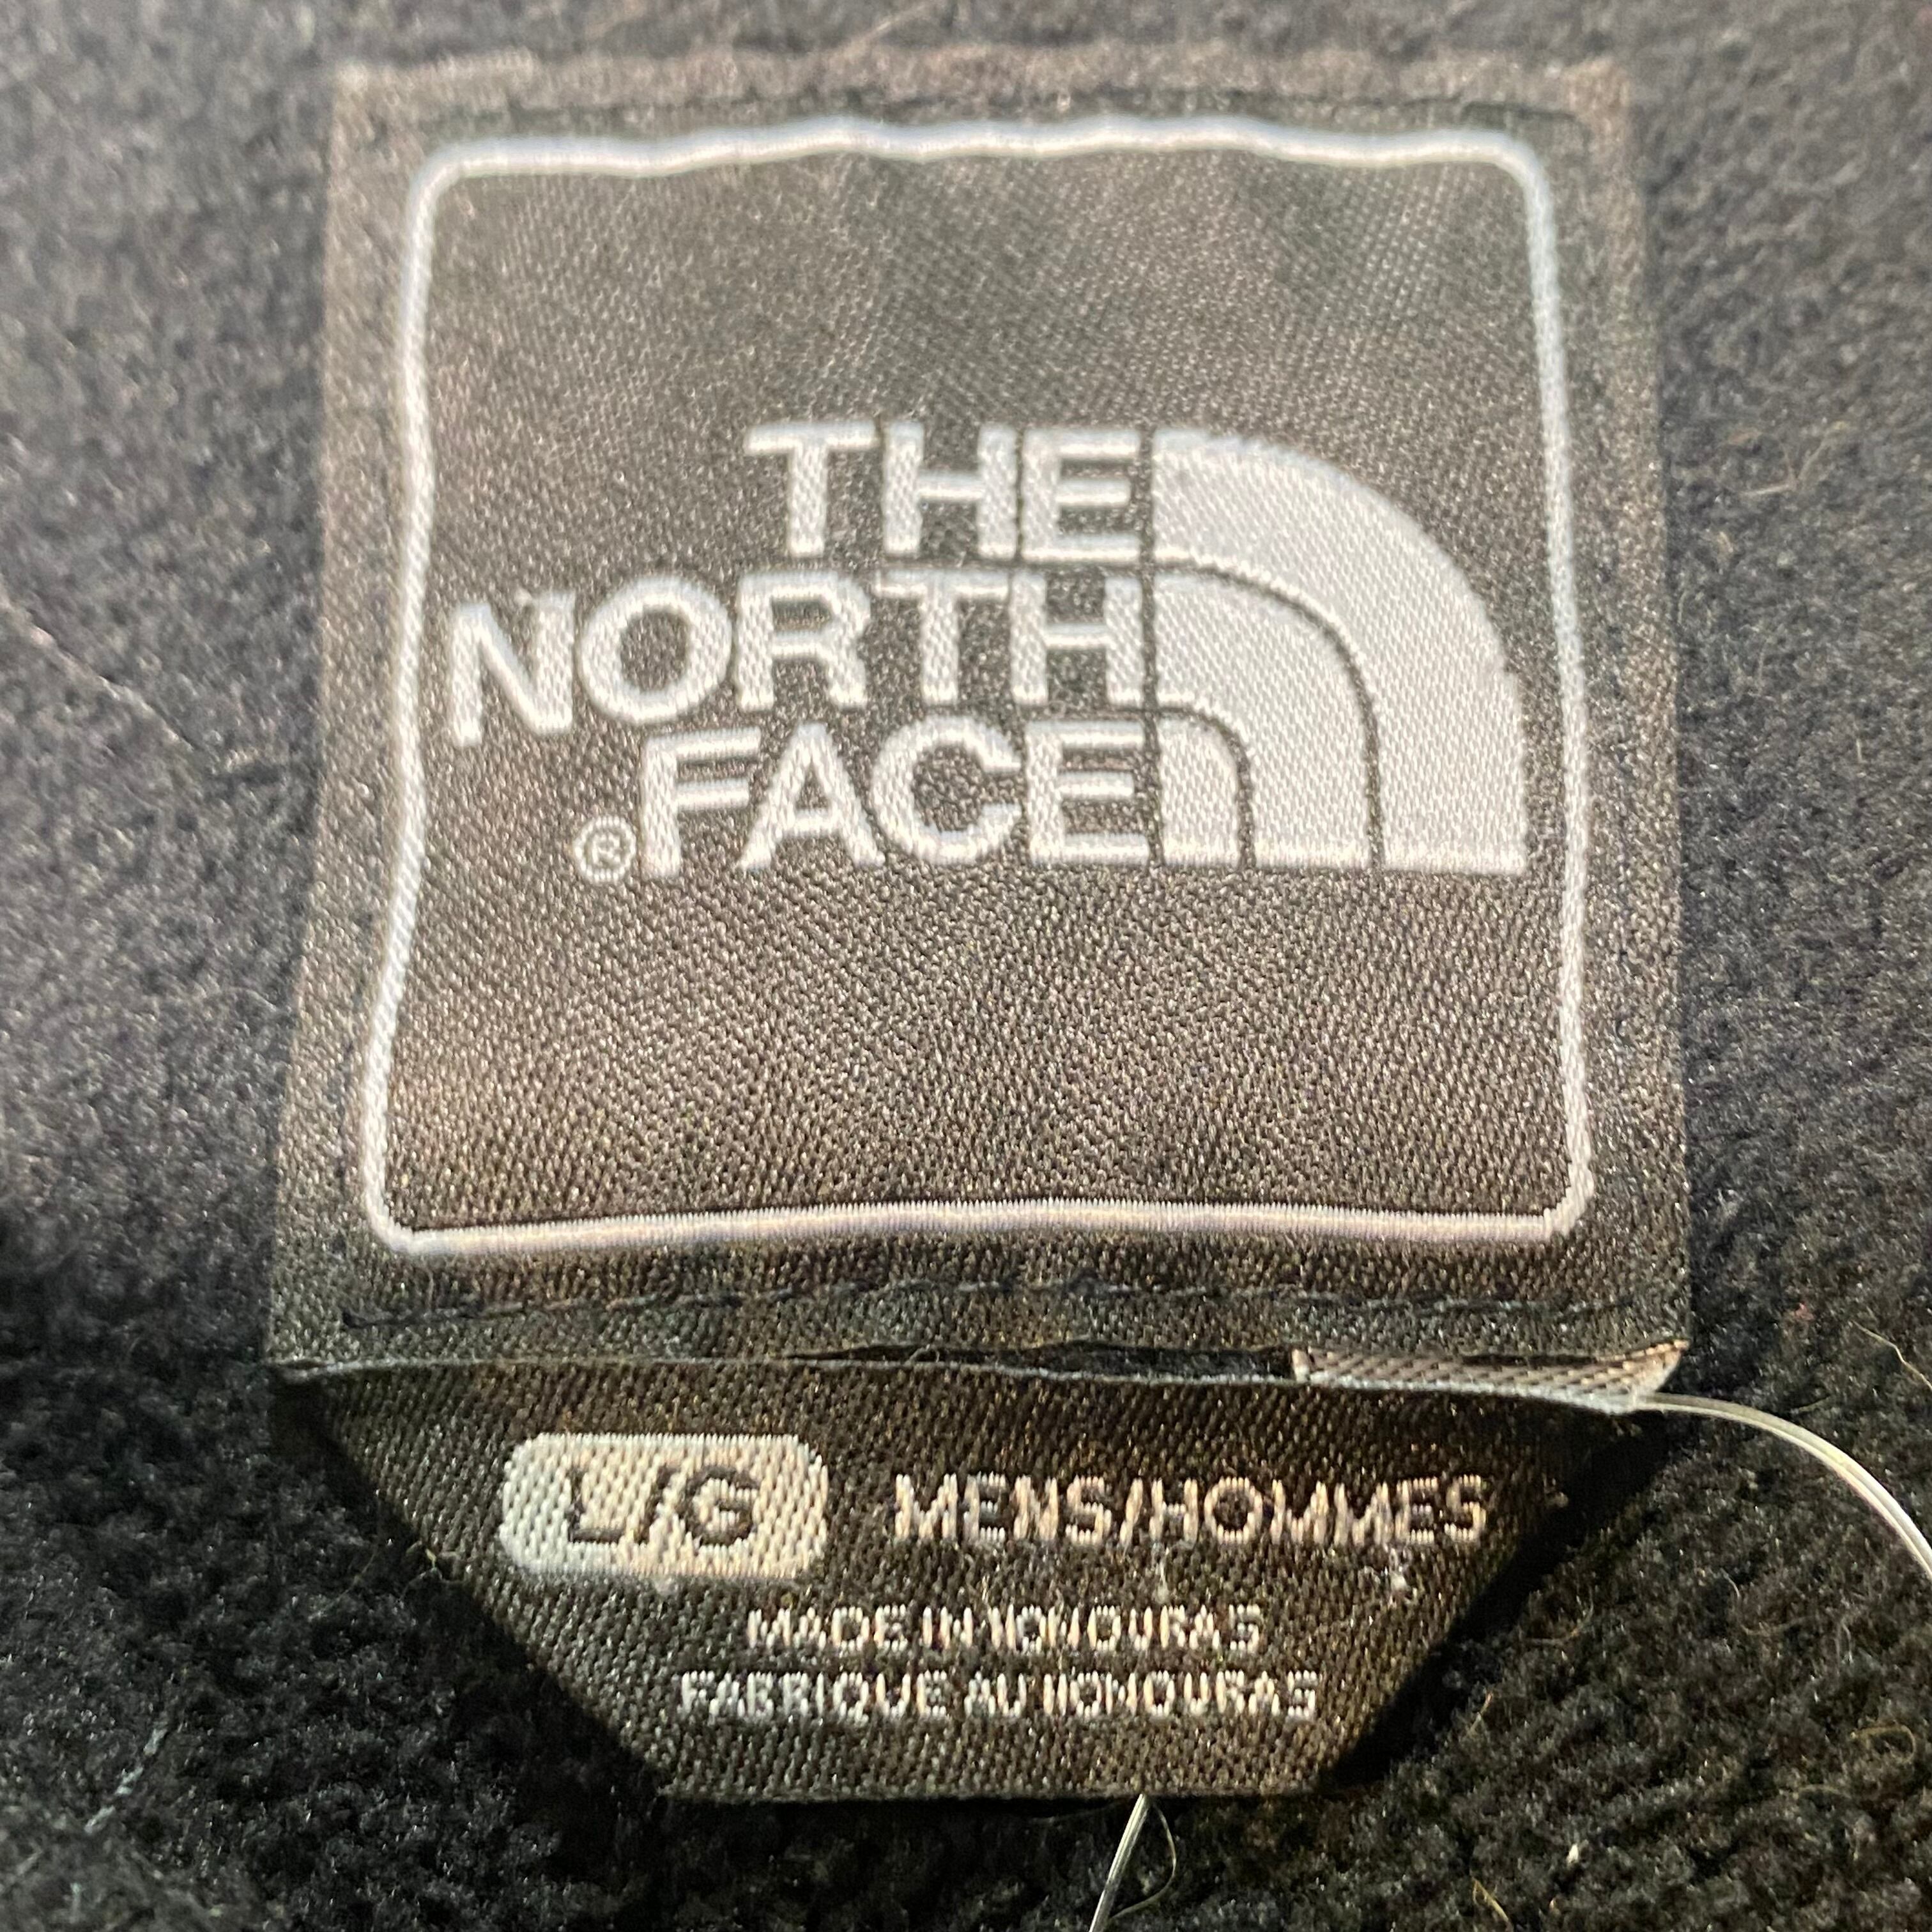 THE
NORTH
®FACE
L/G MENS/HOMMES
MADE IN HONDURAS
FABRIQUE AU HONDURAS